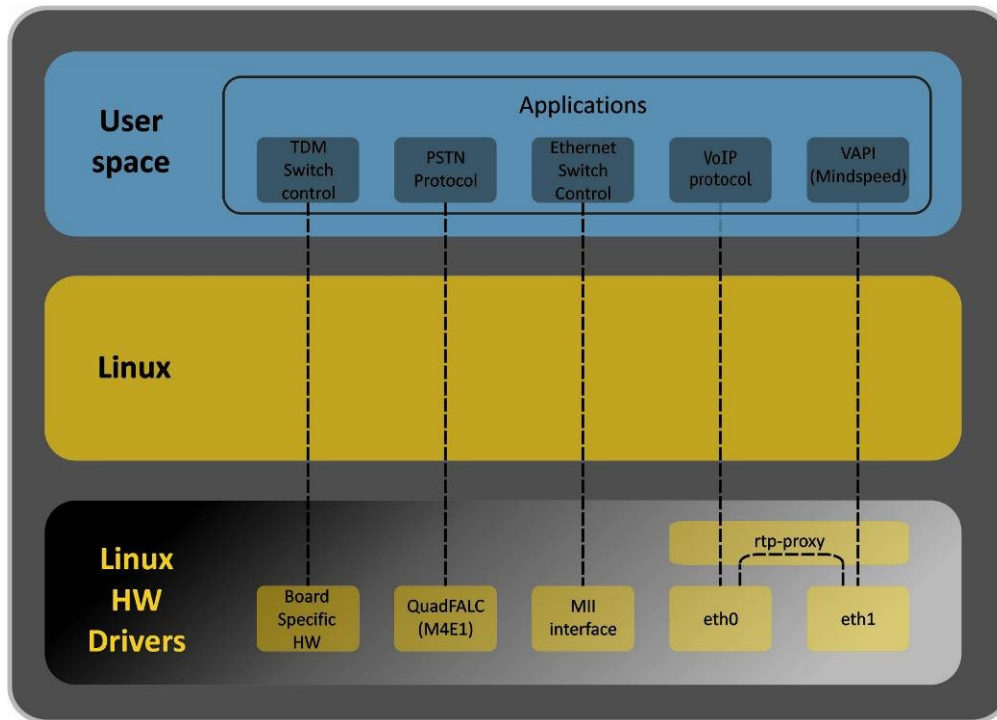 User
space
Applications
TDM
Switch
control
PSTN
Protocol
Ethernet
Switch
Control
VoIP
protocol
VAPI
(Mindspeed)
Linux
Linux
HW
Drivers
rtp-proxy
Board
Specific
HW
QuadFALC
(M4E1)
MII
interface
eth0
eth1